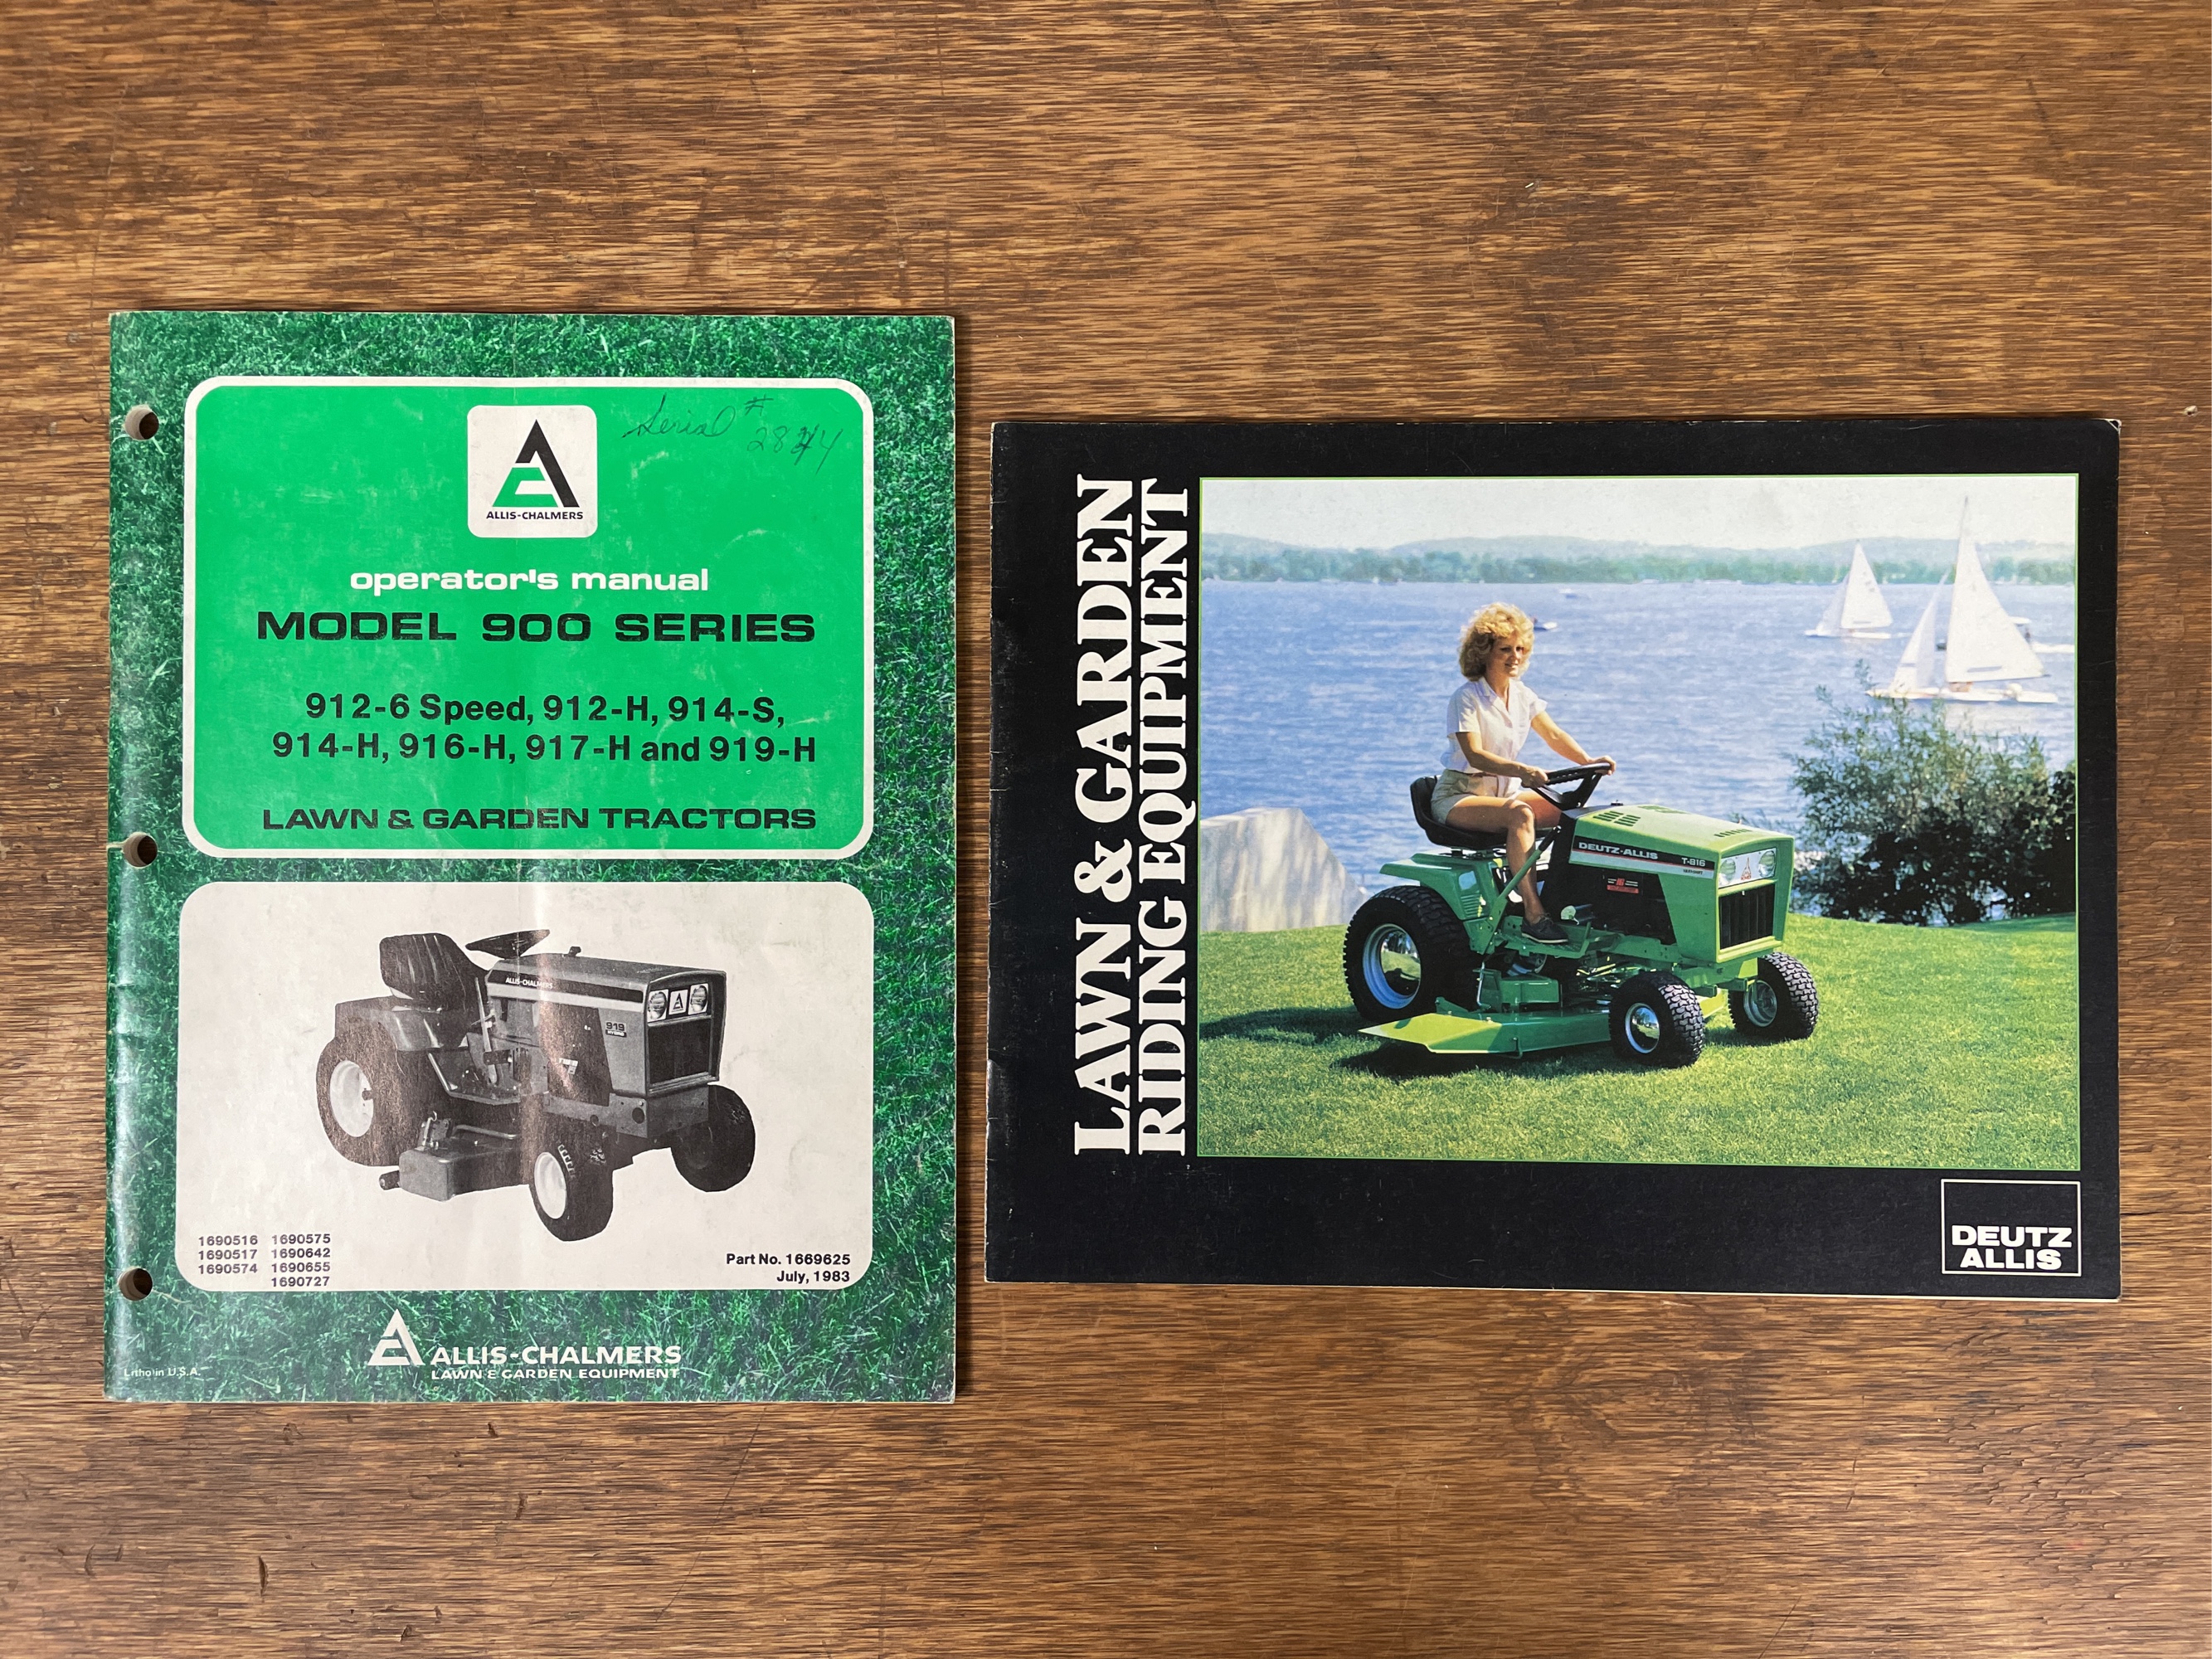 Serial #
ALLIS-CHALMERS
operator's manual
MODEL 900 SERIES
912-6 Speed, 912-H, 914-S,
914-H, 916-H, 917-H and 919-H
LAWN & GARDEN TRACTORS
ALLIS-CHALMERS
919
1690516 1690575
1690517 1690642
1690574 1690655
1690727
Part No. 1669625
July, 1983
ALLIS-CHALMERS
LAWN & GARDEN EQUIPMENT
Litho in U.S.A.
LAWN & GARDEN
RIDING EQUIPMENT
DEUTZ-ALLIS T-816
DEUTZ
ALLIS